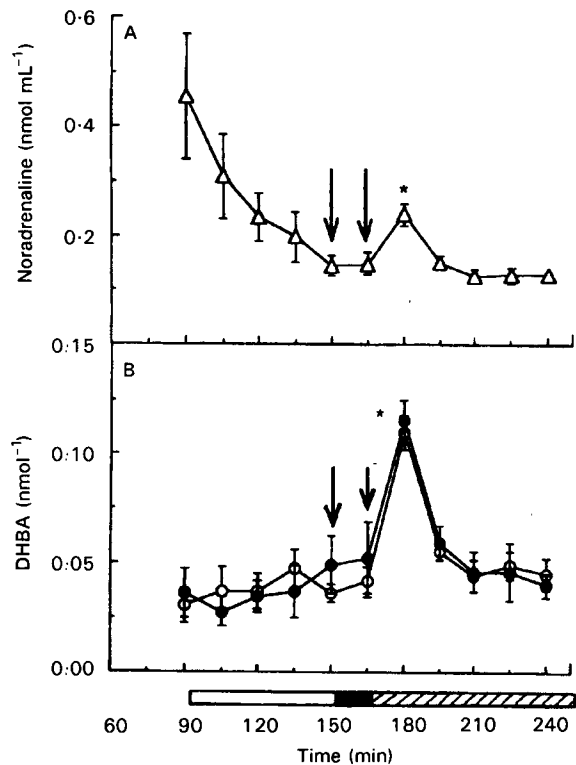 0·6
A
0·4
0·2
Noradrenaline (nmol mL⁻¹)
*
0·15
B
0·10
0·05
0·00
DHBA (nmol⁻¹)
*
60 90 120 150 180 210 240
Time (min)